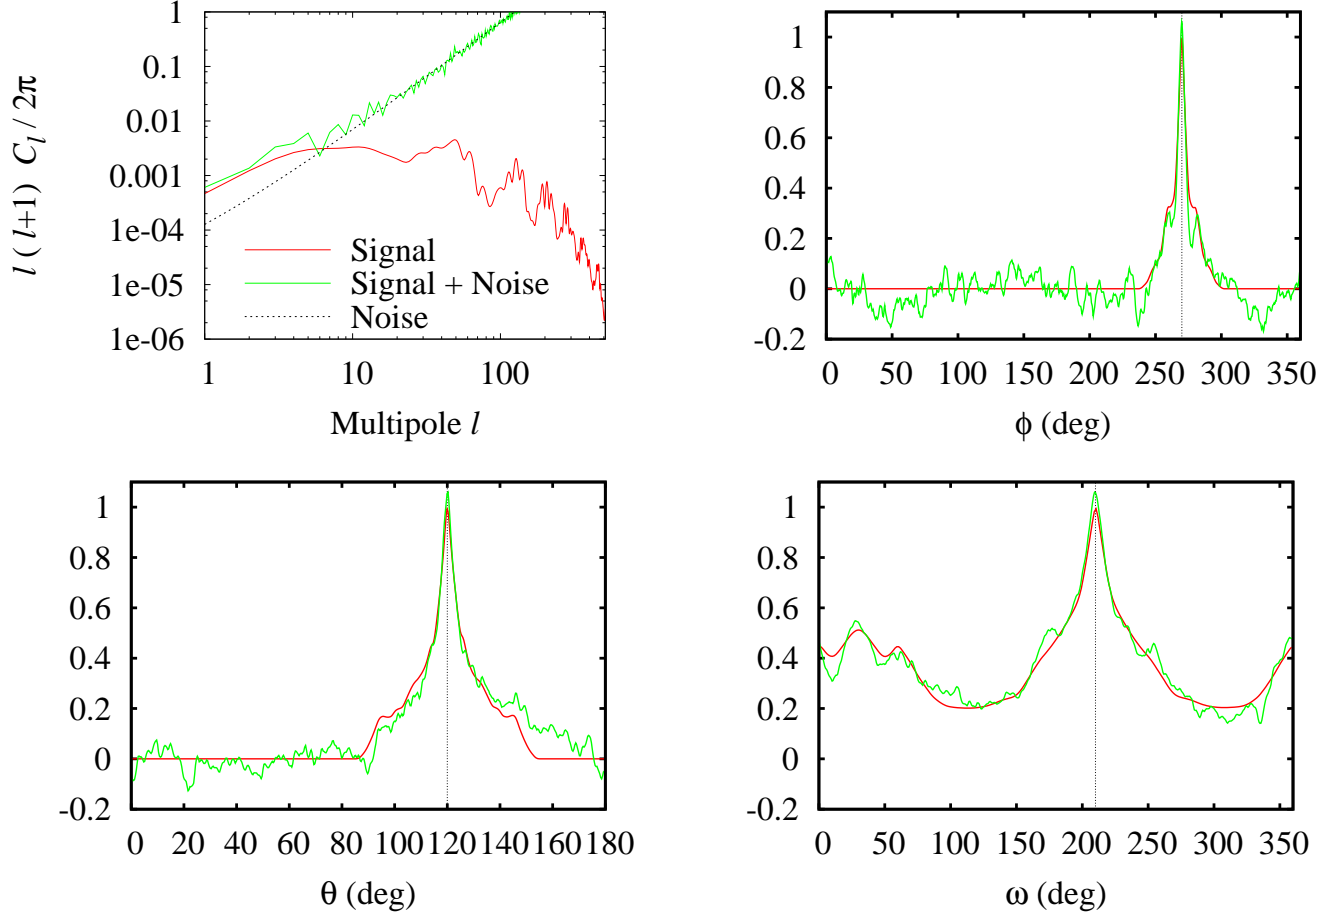 l ( l+1) C_l / 2π
1
0.1
0.01
0.001
1e-04
1e-05
1e-06
Signal
Signal + Noise
Noise
1 10 100
Multipole l
1
0.8
0.6
0.4
0.2
0
-0.2
0 50 100 150 200 250 300 350
ϕ (deg)
1
0.8
0.6
0.4
0.2
0
-0.2
0 20 40 60 80 100 120 140 160 180
θ (deg)
1
0.8
0.6
0.4
0.2
0
-0.2
0 50 100 150 200 250 300 350
ω (deg)